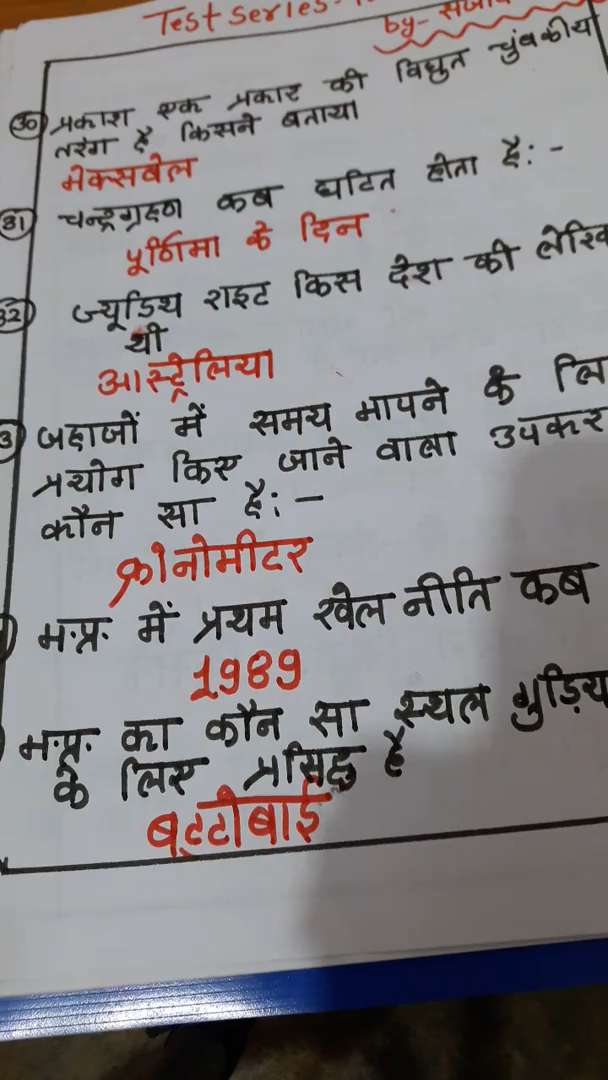 Test Series-
by- संजीव
30 प्रकाश एक प्रकार की विद्युत चुंबकीय
तरंग है किसने बताया
मेक्सवेल
31 चन्द्रग्रहण कब घटित होता है:-
पूर्णिमा के दिन
32 ज्यूडिथ राइट किस देश की लेखि
थी
आस्ट्रेलिया
3 जहाजों में समय मापने के लि
प्रयोग किए जाने वाला उपकर
कौन सा है:-
क्रोनोमीटर
म.प्र. में प्रथम खेल नीति कब
1989
म.प्र. का कौन सा स्थल गुड़िय
के लिए प्रसिद्ध है
बट्टीबाई